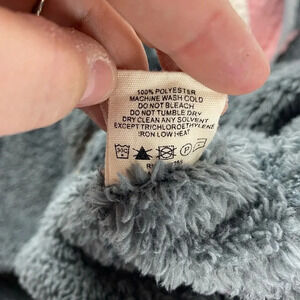 100% POLYESTER
MACHINE WASH COLD
DO NOT BLEACH
DO NOT TUMBLE DRY
DRY CLEAN ANY SOLVENT
EXCEPT TRICHLOROETHYLENE
IRON LOW HEAT